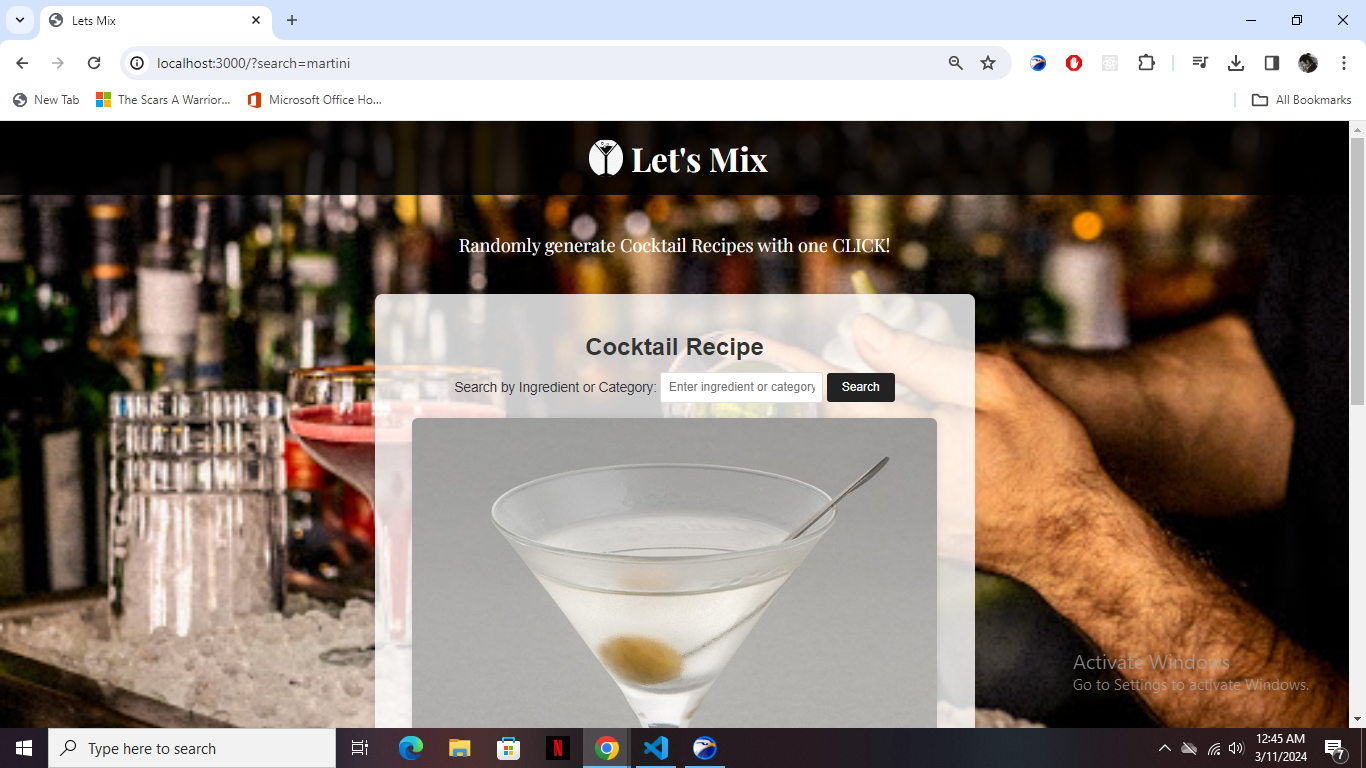 Lets Mix
localhost:3000/?search=martini
New Tab
The Scars A Warrior...
Microsoft Office Ho...
All Bookmarks
Let's Mix
Randomly generate Cocktail Recipes with one CLICK!
Cocktail Recipe
Search by Ingredient or Category:
Enter ingredient or category
Search
Activate Windows
Go to Settings to activate Windows.
Type here to search
N
12:45 AM
3/11/2024
7